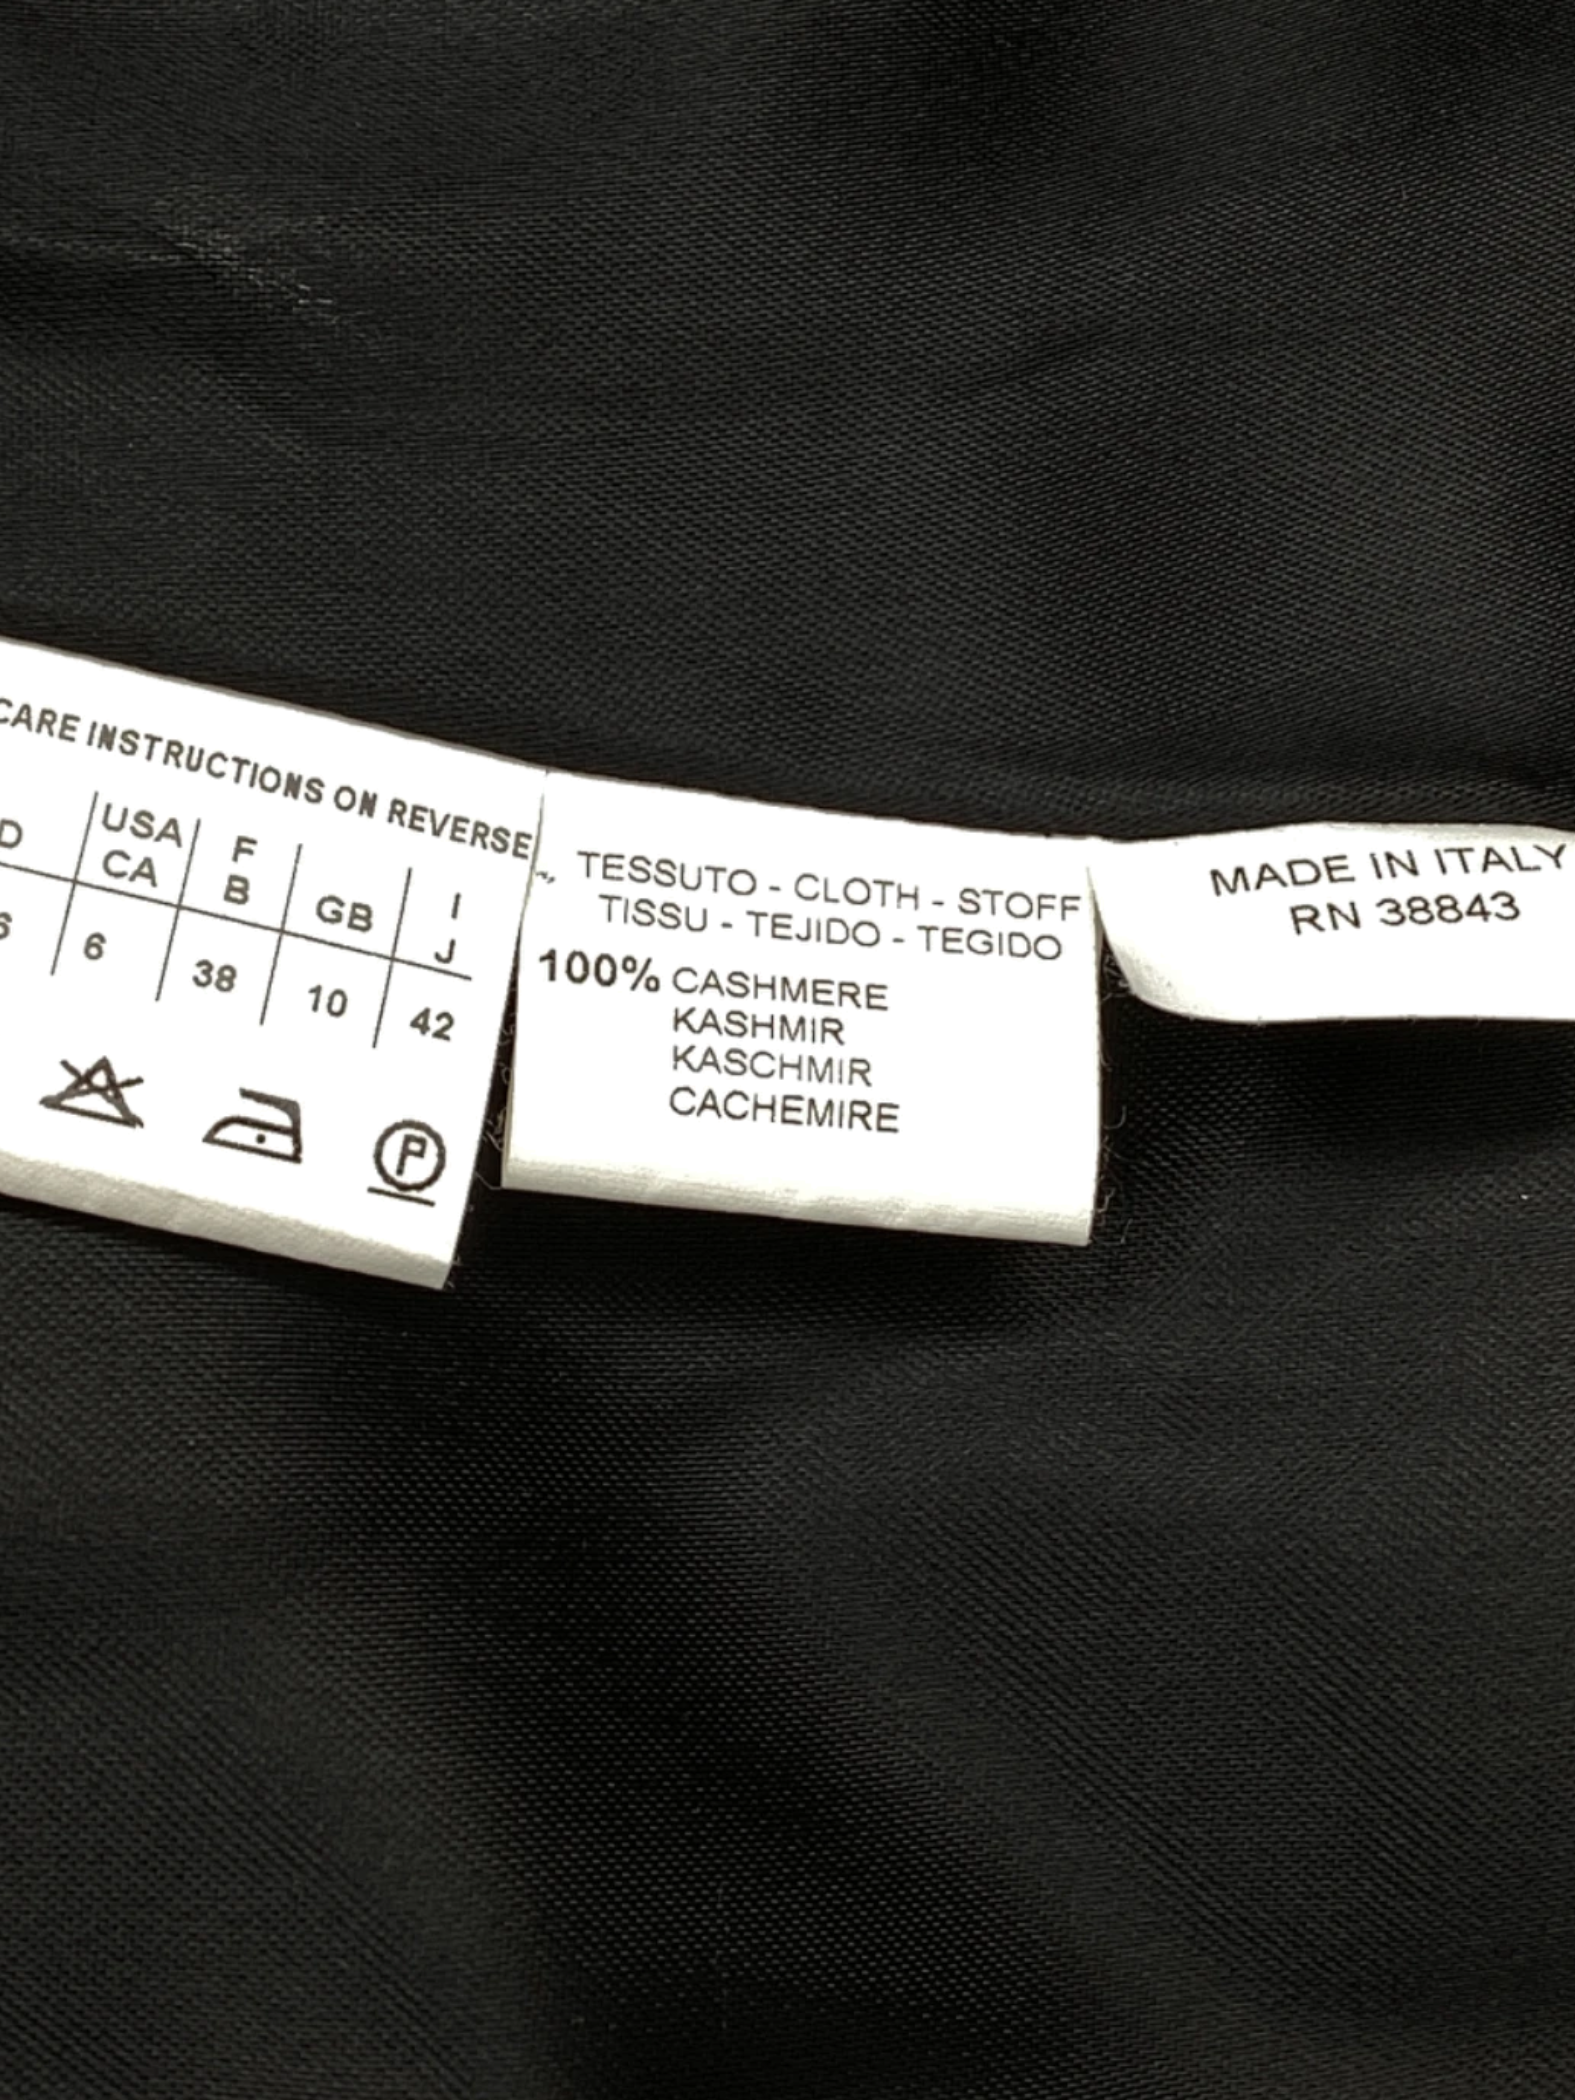 CARE INSTRUCTIONS ON REVERSE
D USA CA F B GB I J
6 6 38 10 42
P
TESSUTO - CLOTH - STOFF
TISSU - TEJIDO - TEGIDO
100% CASHMERE
KASHMIR
KASCHMIR
CACHEMIRE
MADE IN ITALY
RN 38843